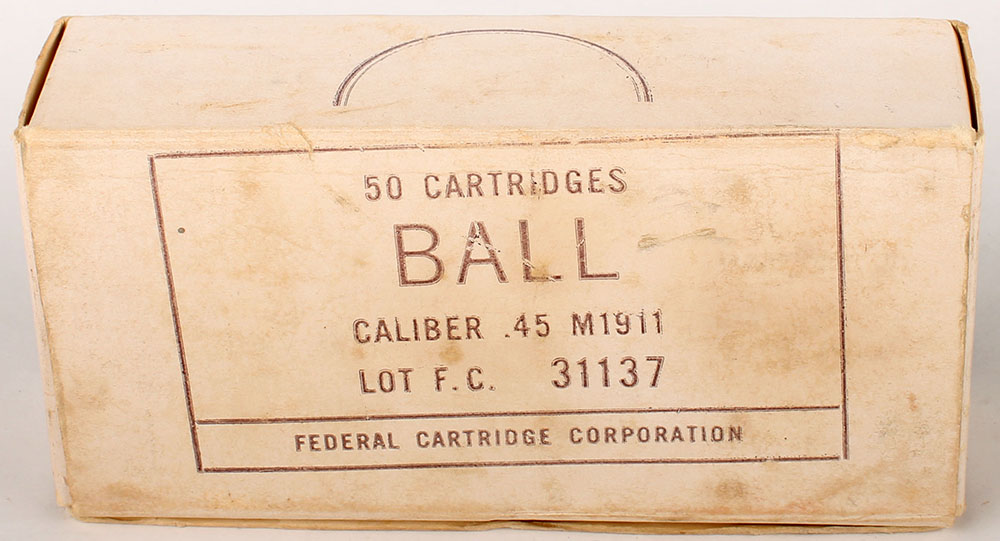 50 CARTRIDGES
BALL
CALIBER .45 M1911
LOT F.C. 31137
FEDERAL CARTRIDGE CORPORATION